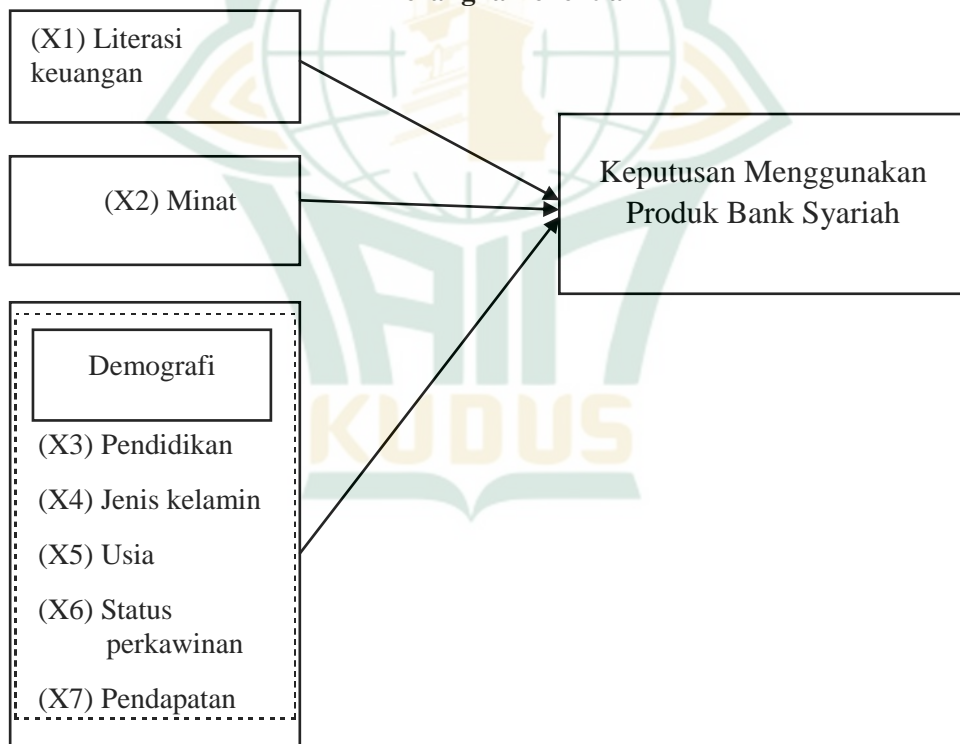 (X1) Literasi
keuangan
(X2) Minat
Keputusan Menggunakan
Produk Bank Syariah
Demografi
(X3) Pendidikan
(X4) Jenis kelamin
(X5) Usia
(X6) Status
perkawinan
(X7) Pendapatan
KUDUS